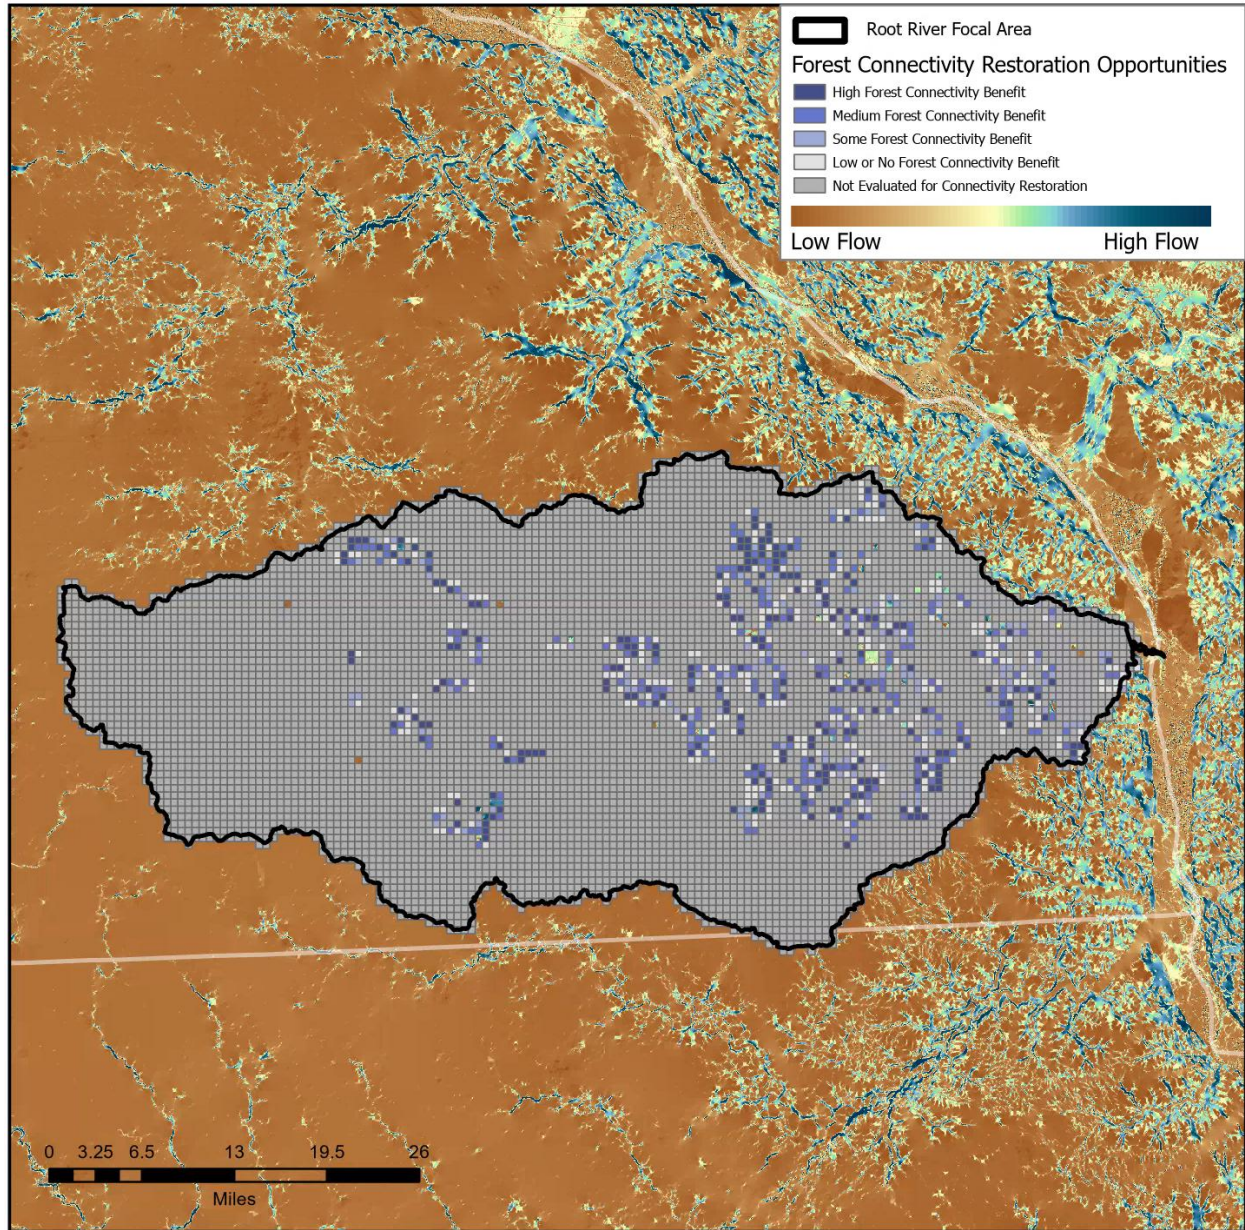 Root River Focal Area
Forest Connectivity Restoration Opportunities
High Forest Connectivity Benefit
Medium Forest Connectivity Benefit
Some Forest Connectivity Benefit
Low or No Forest Connectivity Benefit
Not Evaluated for Connectivity Restoration
Low Flow High Flow
0 3.25 6.5 13 19.5 26
Miles